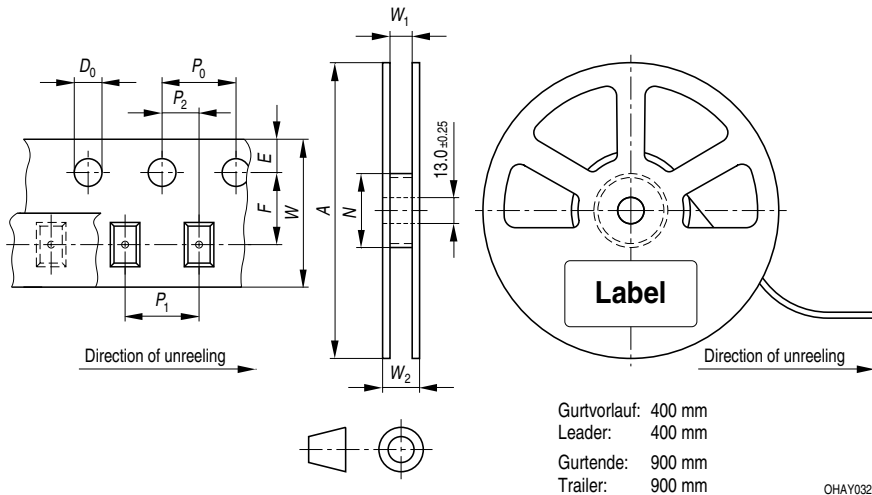 W1
D0
P0
P2
E
F
W
A
N
13.0±0.25
P1
W2
Label
Direction of unreeling
Direction of unreeling
Gurtvorlauf: 400 mm
Leader: 400 mm
Gurtende: 900 mm
Trailer: 900 mm
OHAY032